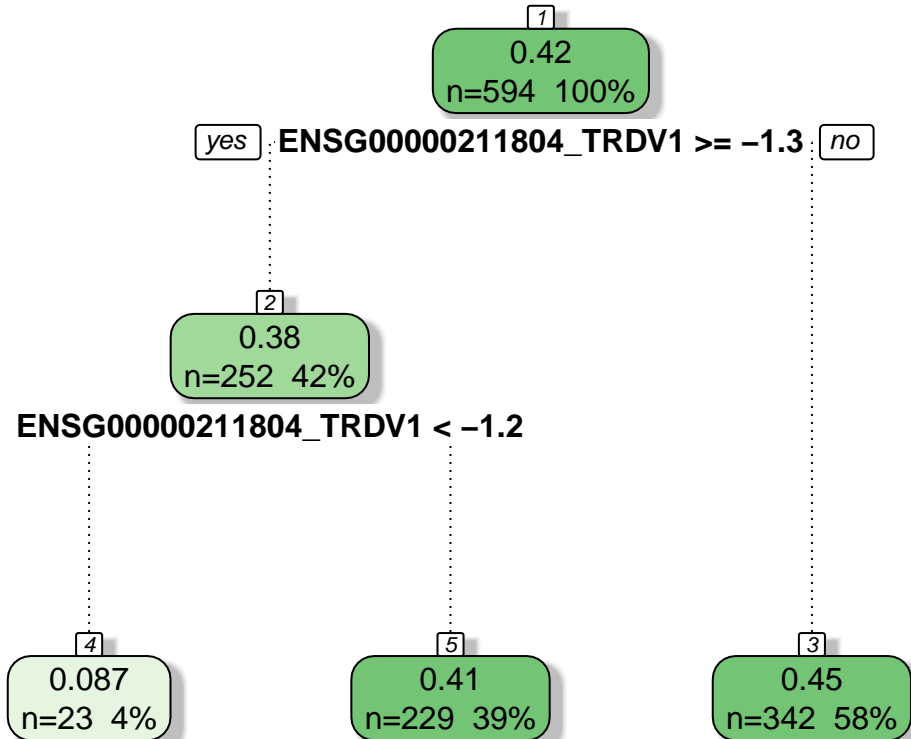 1
0.42
n=594 100%
yes ENSG00000211804_TRDV1 >= −1.3 no
2
0.38
n=252 42%
ENSG00000211804_TRDV1 < −1.2
4 5 3
0.087 0.41 0.45
n=23 4% n=229 39% n=342 58%